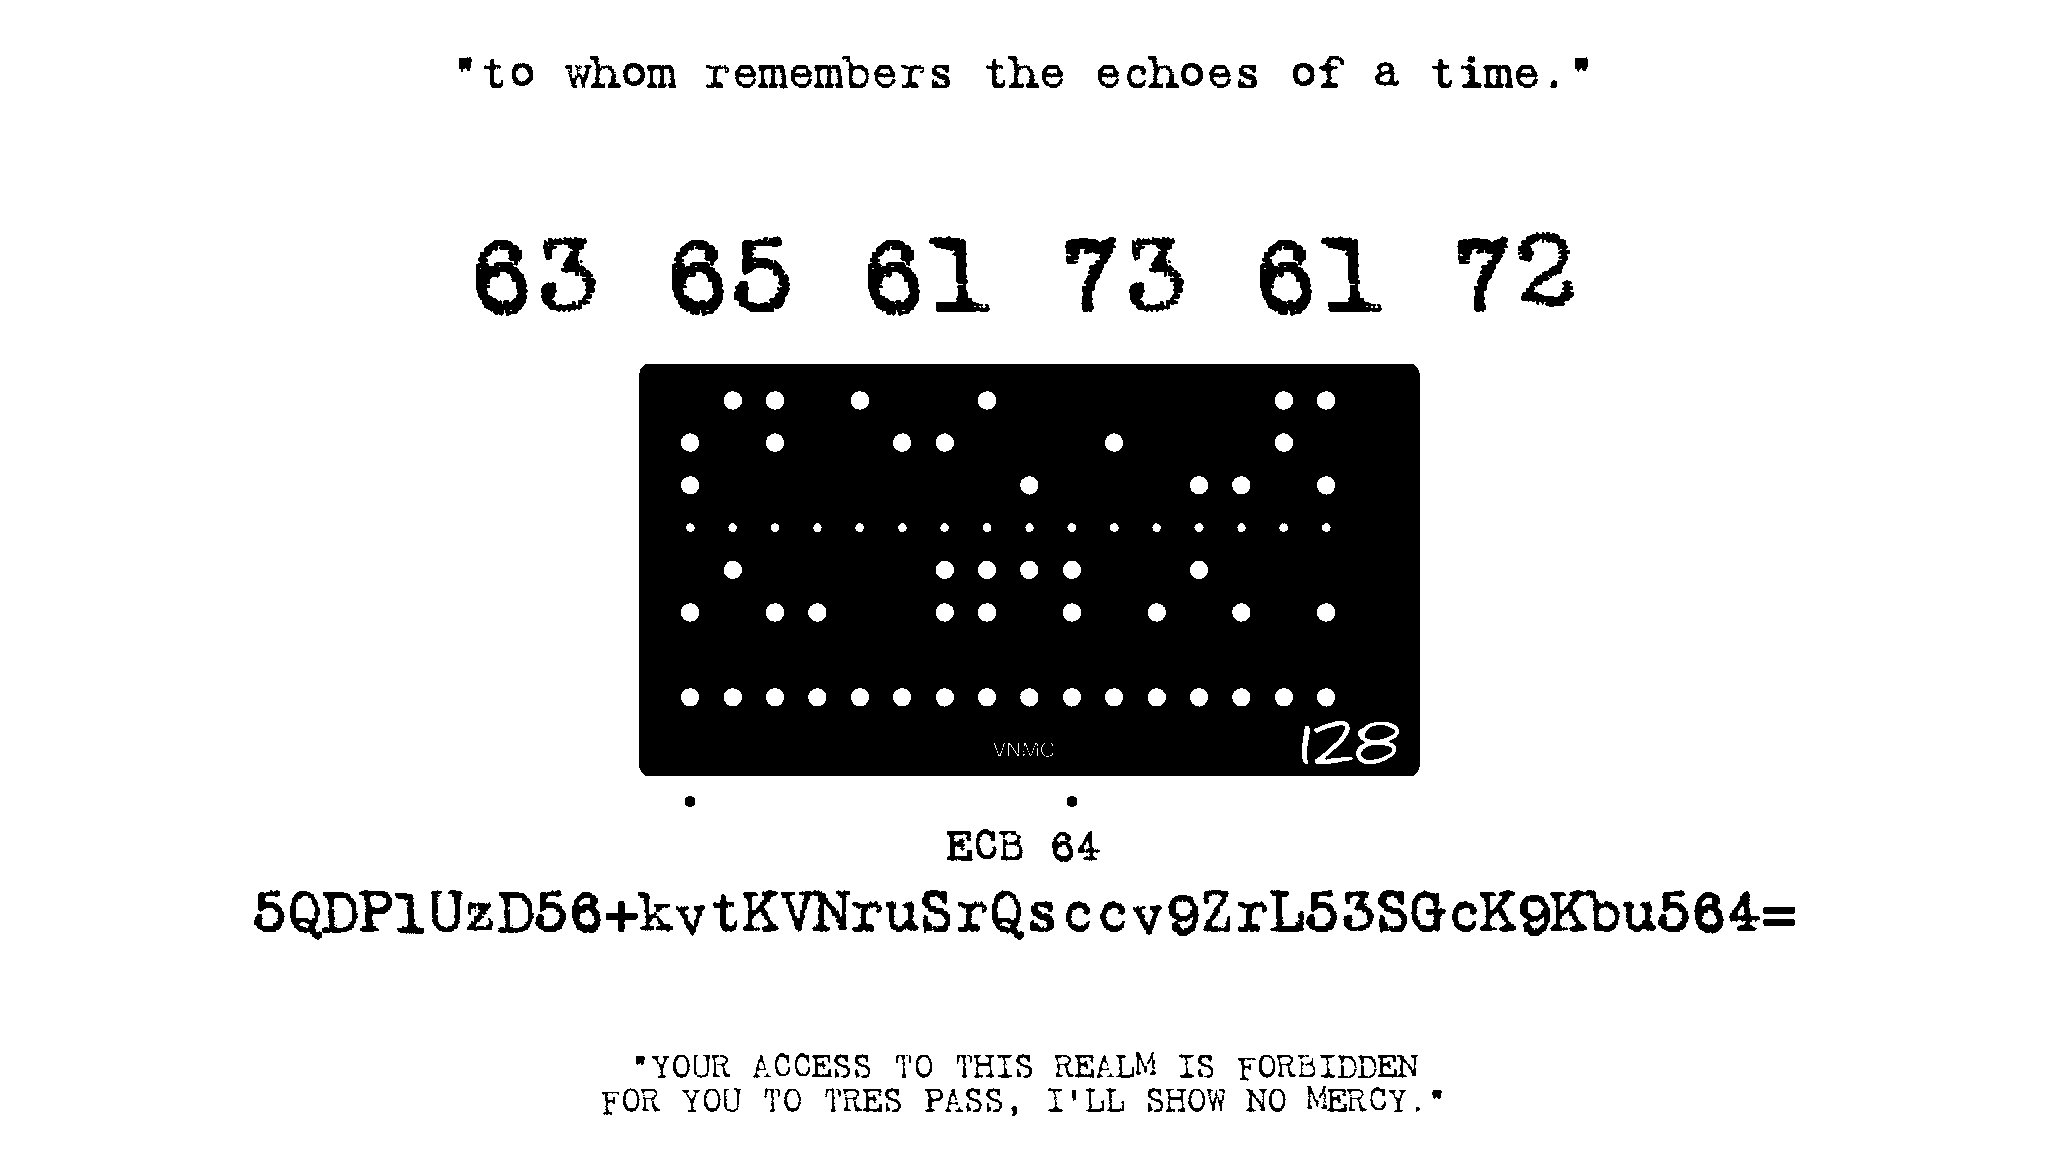 "to whom remembers the echoes of a time."
63 65 61 73 61 72
VNMC
128
ECB 64
5QDPlUzD56+kvtKVNruSrQsccv9ZrL53SGcK9Kbu564=
"YOUR ACCESS TO THIS REALM IS FORBIDDEN
FOR YOU TO TRES PASS, I'LL SHOW NO MERCY."